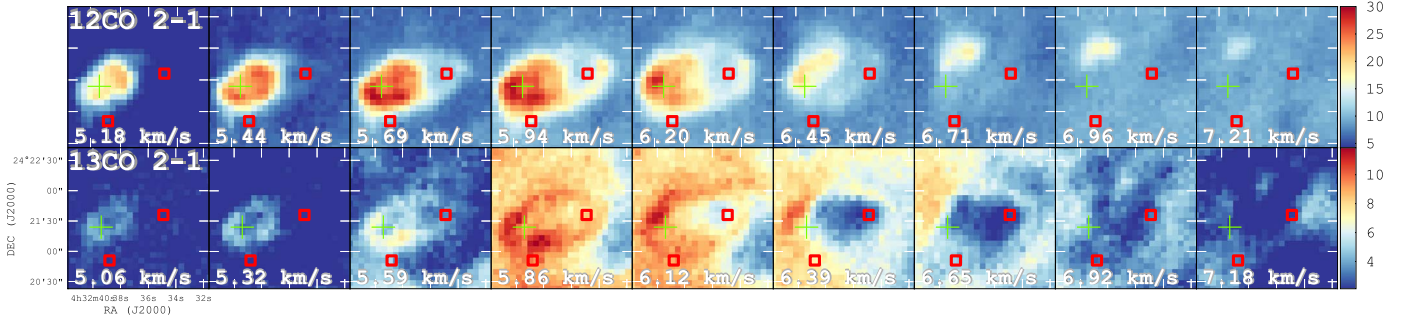 12CO 2-1
5.18 km/s 5.44 km/s 5.69 km/s 5.94 km/s 6.20 km/s 6.45 km/s 6.71 km/s 6.96 km/s 7.21 km/s
30
25
20
15
10
5
13CO 2-1
5.06 km/s 5.32 km/s 5.59 km/s 5.86 km/s 6.12 km/s 6.39 km/s 6.65 km/s 6.92 km/s 7.18 km/s
10
8
6
4
24°22'30"
00"
21'30"
00"
20'30"
DEC (J2000)
4h32m40s 38s 36s 34s 32s
RA (J2000)